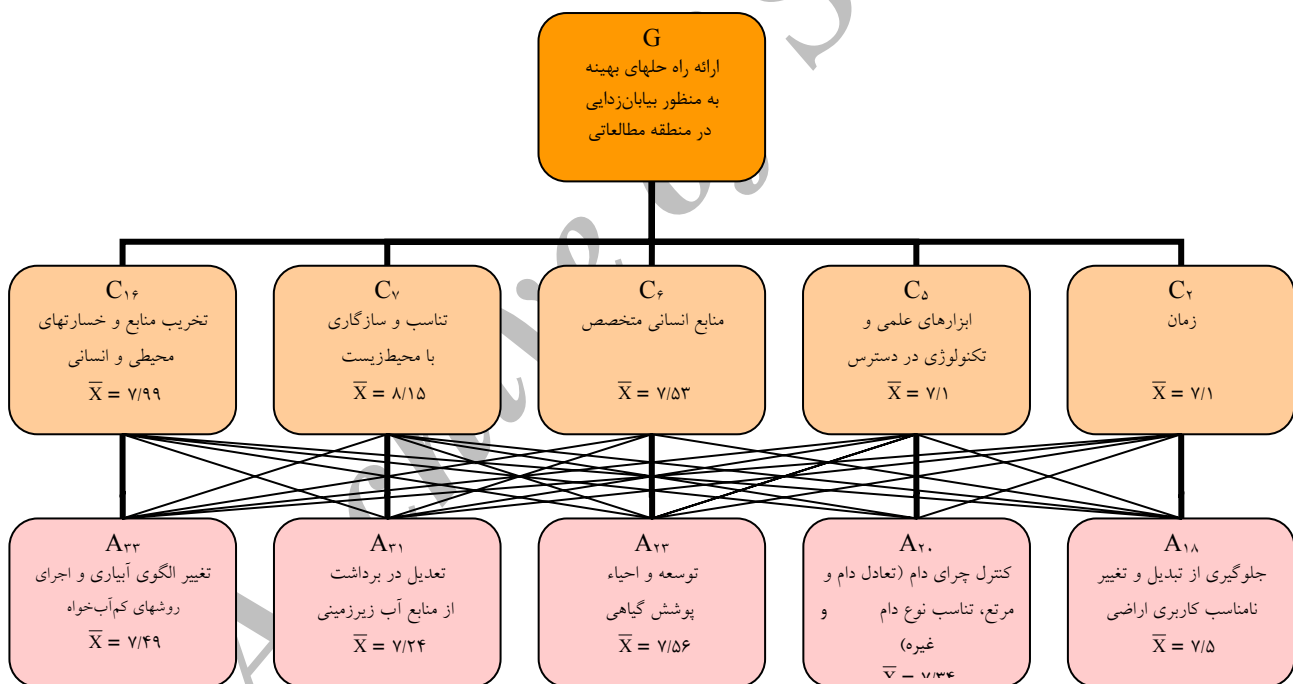 G
ارائه راه حلهای بهینه
به منظور بیابان‌زدایی
در منطقه مطالعاتی
C۲
زمان
X̅ = ۷/۱
C۵
ابزارهای علمی و
تکنولوژی در دسترس
X̅ = ۷/۱
C۶
منابع انسانی متخصص
X̅ = ۷/۵۳
C۷
تناسب و سازگاری
با محیط‌زیست
X̅ = ۸/۱۵
C۱۶
تخریب منابع و خسارتهای
محیطی و انسانی
X̅ = ۷/۹۹
A۱۸
جلوگیری از تبدیل و تغییر
نامناسب کاربری اراضی
X̅ = ۷/۵
A۲۰
کنترل چرای دام (تعادل دام و
مرتع، تناسب نوع دام و
غیره)
X̅ = ۷/۳۴
A۲۳
توسعه و احیاء
پوشش گیاهی
X̅ = ۷/۵۶
A۳۱
تعدیل در برداشت
از منابع آب زیرزمینی
X̅ = ۷/۲۴
A۳۳
تغییر الگوی آبیاری و اجرای
روشهای کم‌آب‌خواه
X̅ = ۷/۴۹